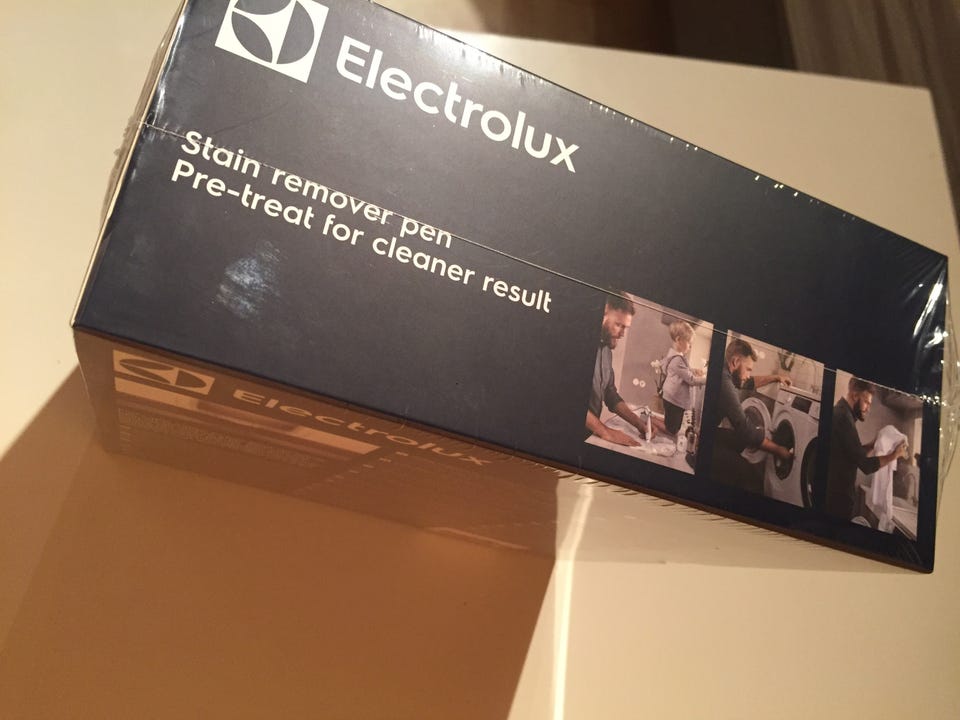 Electrolux
Stain remover pen
Pre-treat for cleaner result
Electrolux